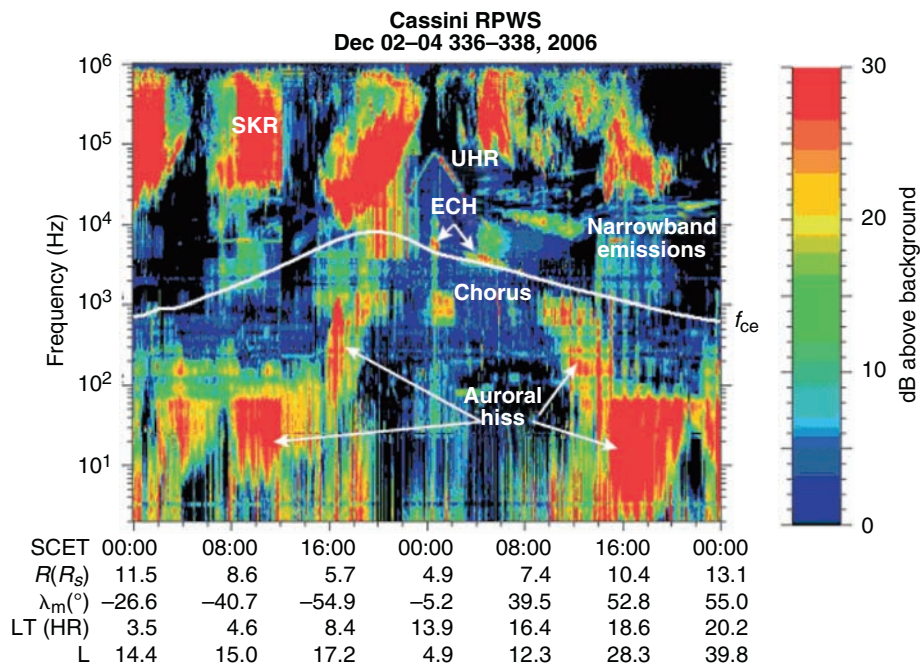 Cassini RPWS
Dec 02–04 336–338, 2006
10⁶
10⁵
10⁴
10³
10²
10¹
Frequency (Hz)
SKR
UHR
ECH
Narrowband
emissions
Chorus
Auroral
hiss
f_ce
30
20
10
0
dB above background
SCET 00:00 08:00 16:00 00:00 08:00 16:00 00:00
R(R_s) 11.5 8.6 5.7 4.9 7.4 10.4 13.1
λ_m(°) −26.6 −40.7 −54.9 −5.2 39.5 52.8 55.0
LT (HR) 3.5 4.6 8.4 13.9 16.4 18.6 20.2
L 14.4 15.0 17.2 4.9 12.3 28.3 39.8